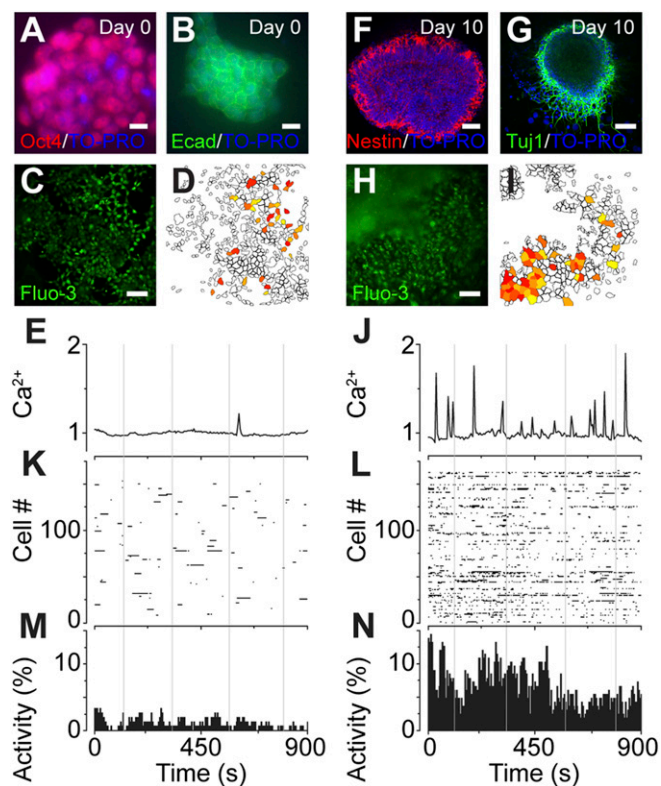 A Day 0
Oct4/TO-PRO
B Day 0
Ecad/TO-PRO
F Day 10
Nestin/TO-PRO
G Day 10
Tuj1/TO-PRO
C
Fluo-3
D
H
Fluo-3
I
E
2
1
Ca²⁺
J
2
1
Ca²⁺
K
100
0
Cell #
L
100
0
Cell #
M
10
0
Activity (%)
0 450 900
Time (s)
N
10
0
Activity (%)
0 450 900
Time (s)